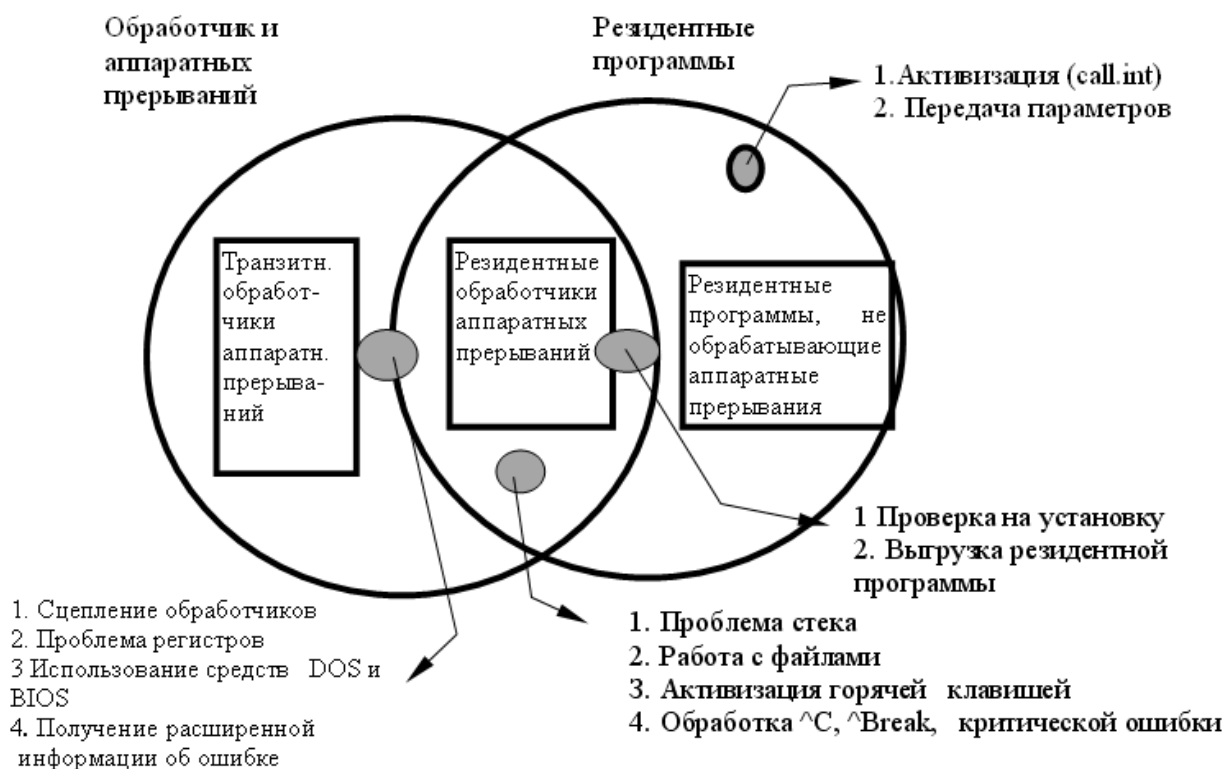 Обработчик и
аппаратных
прерываний
Резидентные
программы
1.Активизация (call.int)
2. Передача параметров
Транзитн.
обработ-
чики
аппаратн.
прерыва-
ний
Резидентные
обработчики
аппаратных
прерываний
Резидентные
программы, не
обрабатывающие
аппаратные
прерывания
1 Проверка на установку
2. Выгрузка резидентной
программы
1. Сцепление обработчиков
2. Проблема регистров
3 Использование средств DOS и
BIOS
4. Получение расширенной
информации об ошибке
1. Проблема стека
2. Работа с файлами
3. Активизация горячей клавишей
4. Обработка ^C, ^Break, критической ошибки